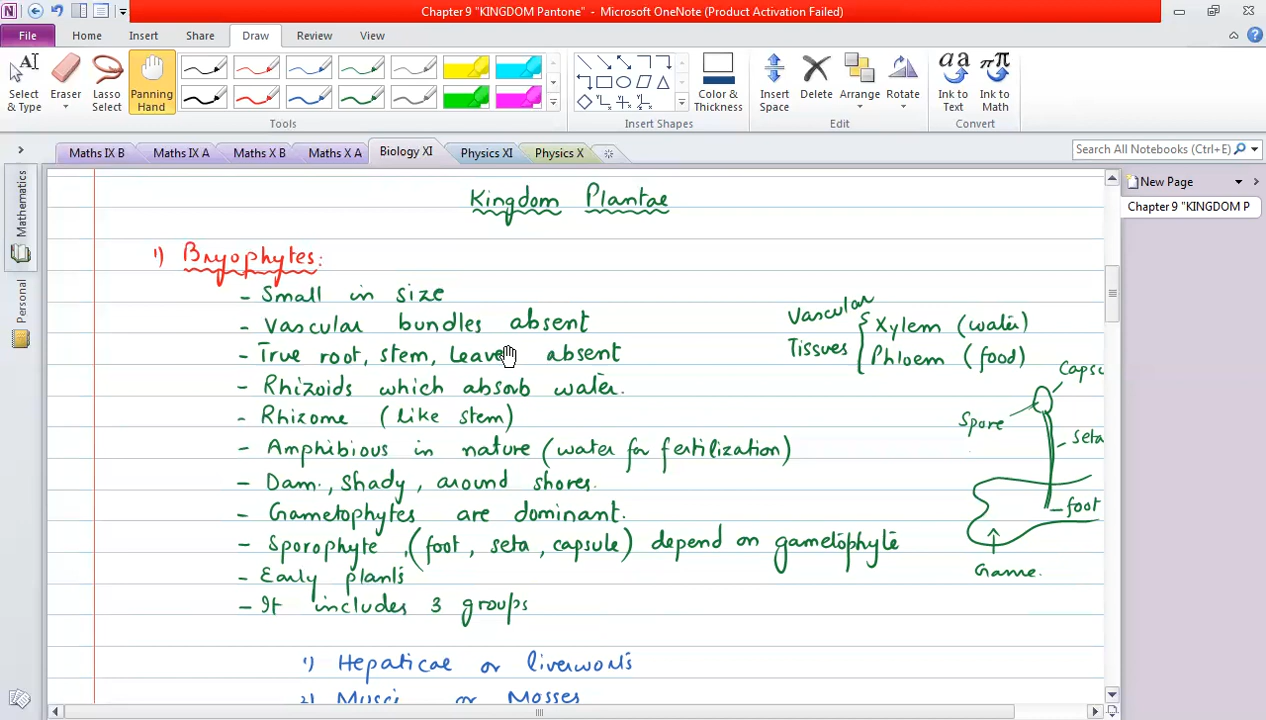 Chapter 9 "KINGDOM Pantone" - Microsoft OneNote (Product Activation Failed)
File Home Insert Share Draw Review View
Select & Type
Eraser
Lasso Select
Panning Hand
Color & Thickness
Insert Space
Delete
Arrange
Rotate
Ink to Text
Ink to Math
Tools
Insert Shapes
Edit
Convert
Maths IX B
Maths IX A
Maths X B
Maths X A
Biology XI
Physics XI
Physics X
Search All Notebooks (Ctrl+E)
Mathematics
Personal
New Page
Chapter 9 "KINGDOM P
Kingdom Plantae
1) Bryophytes:
- Small in size
- Vascular bundles absent
- True root, stem, Leave absent
- Rhizoids which absorb water.
- Rhizome (like stem)
- Amphibious in nature (water for fertilization)
- Dam., Shady, around shores.
- Gametophytes are dominant.
- Sporophyte, (foot, seta, capsule) depend on gametophyte
- Early plants
- It includes 3 groups
1) Hepaticae or liverworts
2) Musci or Mosses
Vascular Tissues { Xylem (water)
Phloem (food)
Capsu
Spore
Seta
foot
Game.